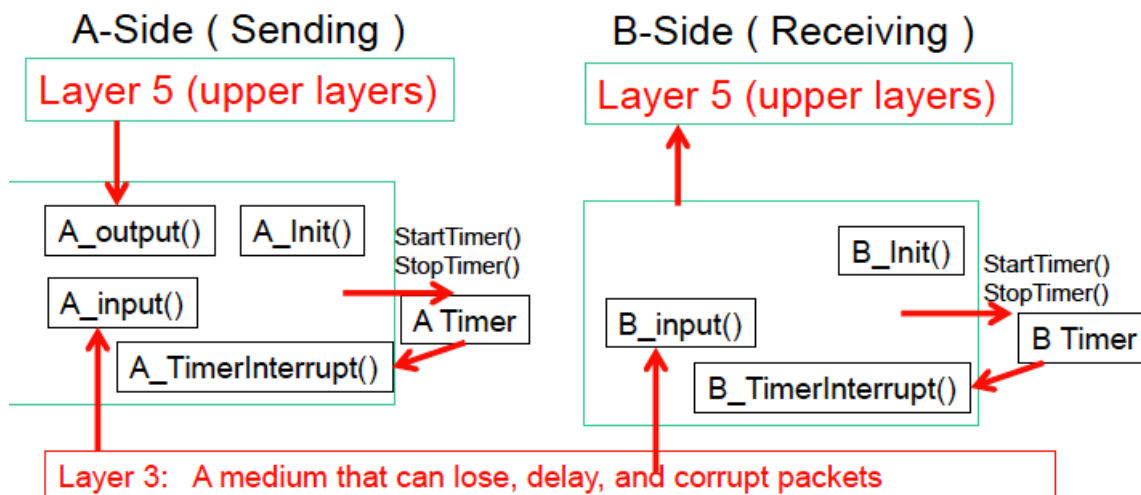 A-Side ( Sending )
Layer 5 (upper layers)
A_output()
A_Init()
StartTimer()
StopTimer()
A_input()
A Timer
A_TimerInterrupt()
B-Side ( Receiving )
Layer 5 (upper layers)
B_Init()
StartTimer()
StopTimer()
B_input()
B Timer
B_TimerInterrupt()
Layer 3: A medium that can lose, delay, and corrupt packets